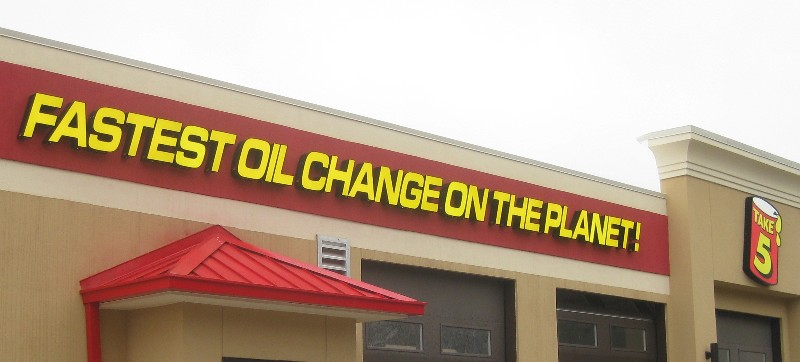 FASTEST OIL CHANGE ON THE PLANET!
TAKE
5